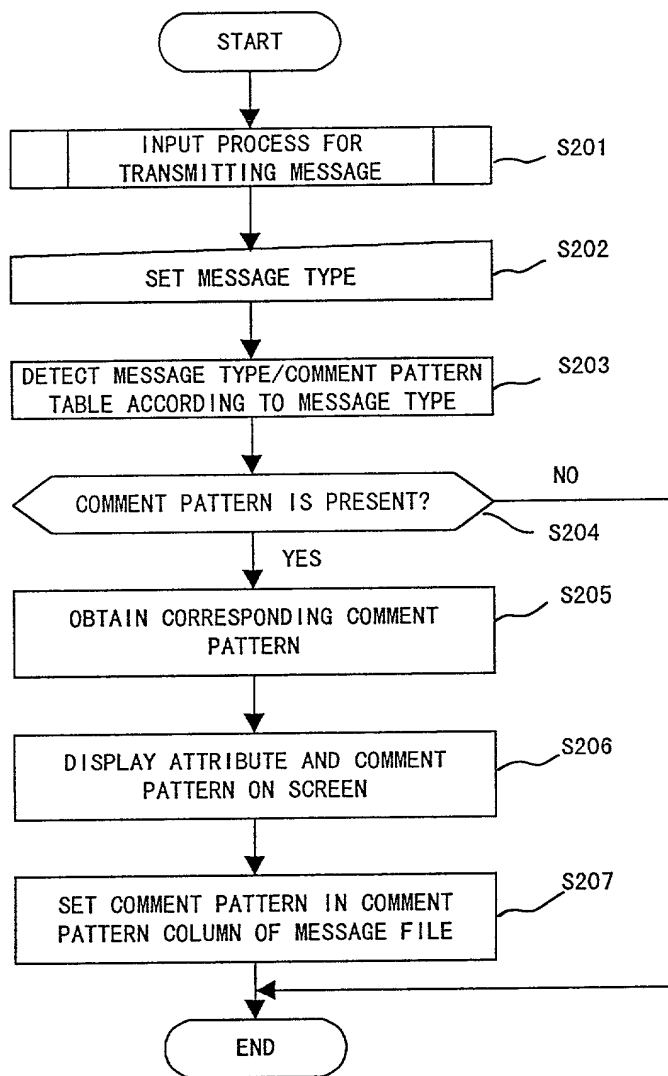 START
INPUT PROCESS FOR
TRANSMITTING MESSAGE
S201
SET MESSAGE TYPE
S202
DETECT MESSAGE TYPE/COMMENT PATTERN
TABLE ACCORDING TO MESSAGE TYPE
S203
COMMENT PATTERN IS PRESENT?
NO
S204
YES
OBTAIN CORRESPONDING COMMENT
PATTERN
S205
DISPLAY ATTRIBUTE AND COMMENT
PATTERN ON SCREEN
S206
SET COMMENT PATTERN IN COMMENT
PATTERN COLUMN OF MESSAGE FILE
S207
END